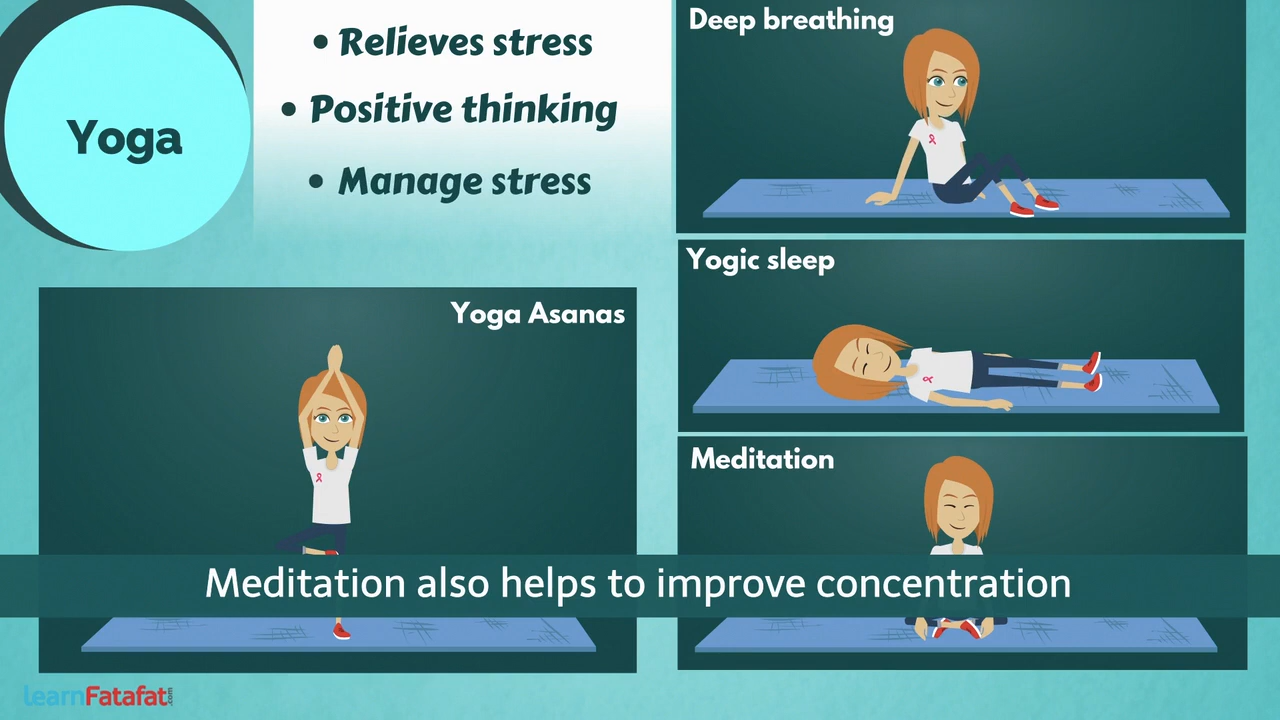 Yoga
• Relieves stress
• Positive thinking
• Manage stress
Deep breathing
Yogic sleep
Yoga Asanas
Meditation
Meditation also helps to improve concentration
learnFatafat.com